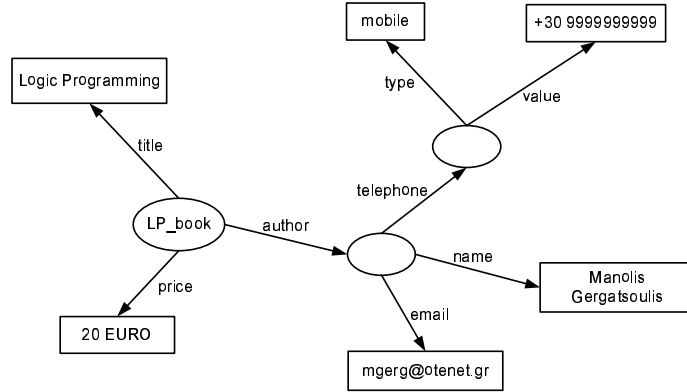 mobile
+30 9999999999
Logic Programming
type
value
title
telephone
LP_book
author
name
price
Manolis
Gergatsoulis
email
20 EURO
mgerg@otenet.gr